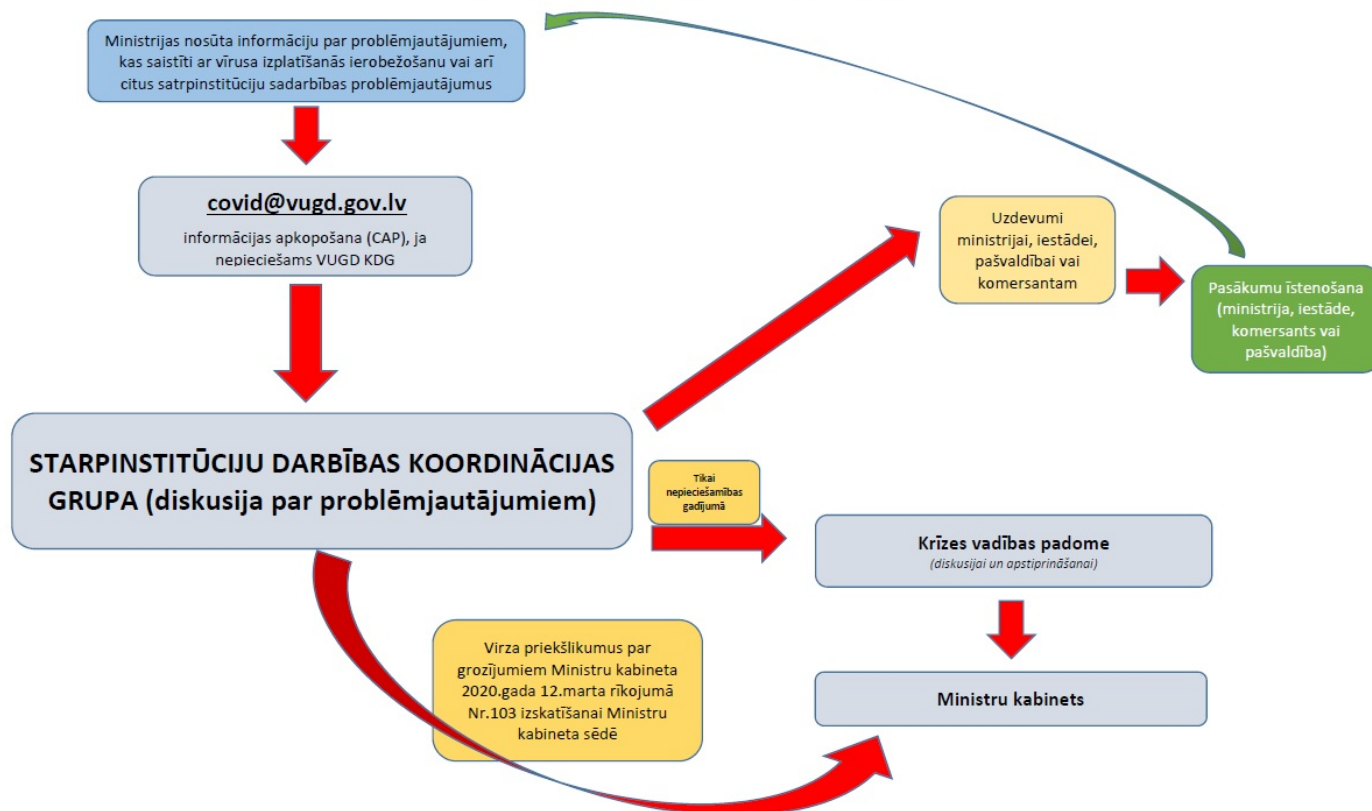 Ministrijas nosūta informāciju par problēmjautājumiem,
kas saistīti ar vīrusa izplatīšanās ierobežošanu vai arī
citus satrpinstitūciju sadarbības problēmjautājumus
covid@vugd.gov.lv
informācijas apkopošana (CAP), ja
nepieciešams VUGD KDG
Uzdevumi
ministrijai, iestādei,
pašvaldībai vai
komersantam
Pasākumu īstenošana
(ministrija, iestāde,
komersants vai
pašvaldība)
STARPINSTITŪCIJU DARBĪBAS KOORDINĀCIJAS
GRUPA (diskusija par problēmjautājumiem)
Tikai
nepieciešamības
gadījumā
Krīzes vadības padome
(diskusijai un apstiprināšanai)
Virza priekšlikumus par
grozījumiem Ministru kabineta
2020.gada 12.marta rīkojumā
Nr.103 izskatīšanai Ministru
kabineta sēdē
Ministru kabinets